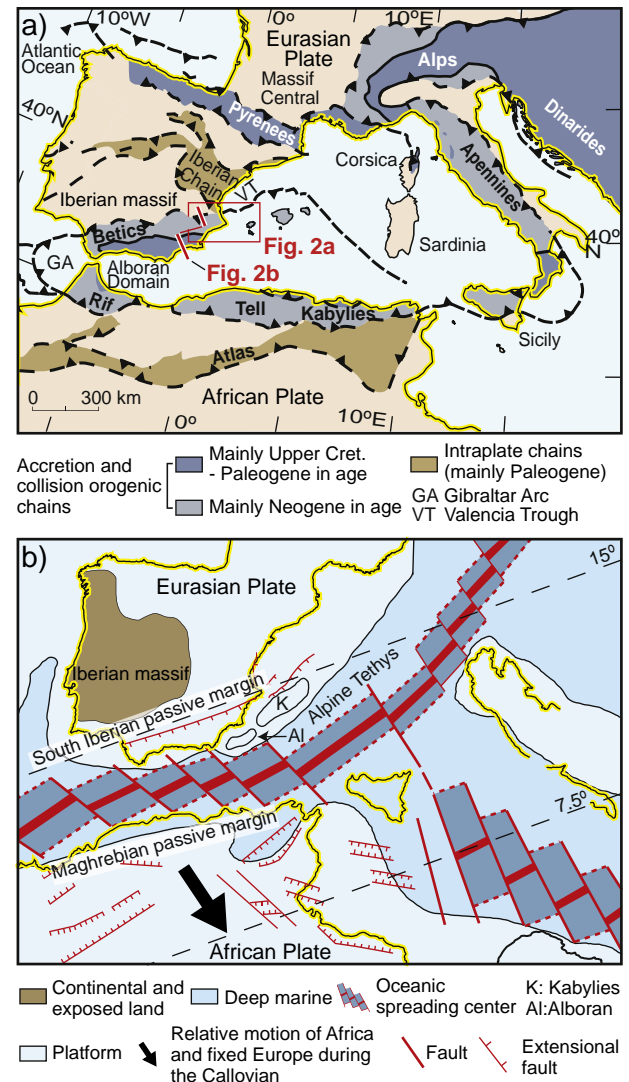 a)
10ºW
0º
10ºE
Atlantic
Ocean
Eurasian
Plate
Massif
Central
Alps
40ºN
Pyrenees
Dinarides
Iberian
Chain
VT
Corsica
Apennines
Iberian massif
Sardinia
Betics
Fig. 2a
40º
N
GA
Alboran
Domain
Fig. 2b
Rif
Tell
Kabylies
Sicily
Atlas
African Plate
0 300 km
0º
10ºE
Accretion and
collision orogenic
chains
Mainly Upper Cret.
- Paleogene in age
Mainly Neogene in age
Intraplate chains
(mainly Paleogene)
GA Gibraltar Arc
VT Valencia Trough
b)
Eurasian Plate
15º
Iberian massif
Alpine Tethys
K
Al
South Iberian passive margin
7.5º
Maghrebian passive margin
African Plate
Continental and
exposed land
Deep marine
Oceanic
spreading center
K: Kabylies
Al:Alboran
Platform
Relative motion of Africa
and fixed Europe during
the Callovian
Fault
Extensional
fault